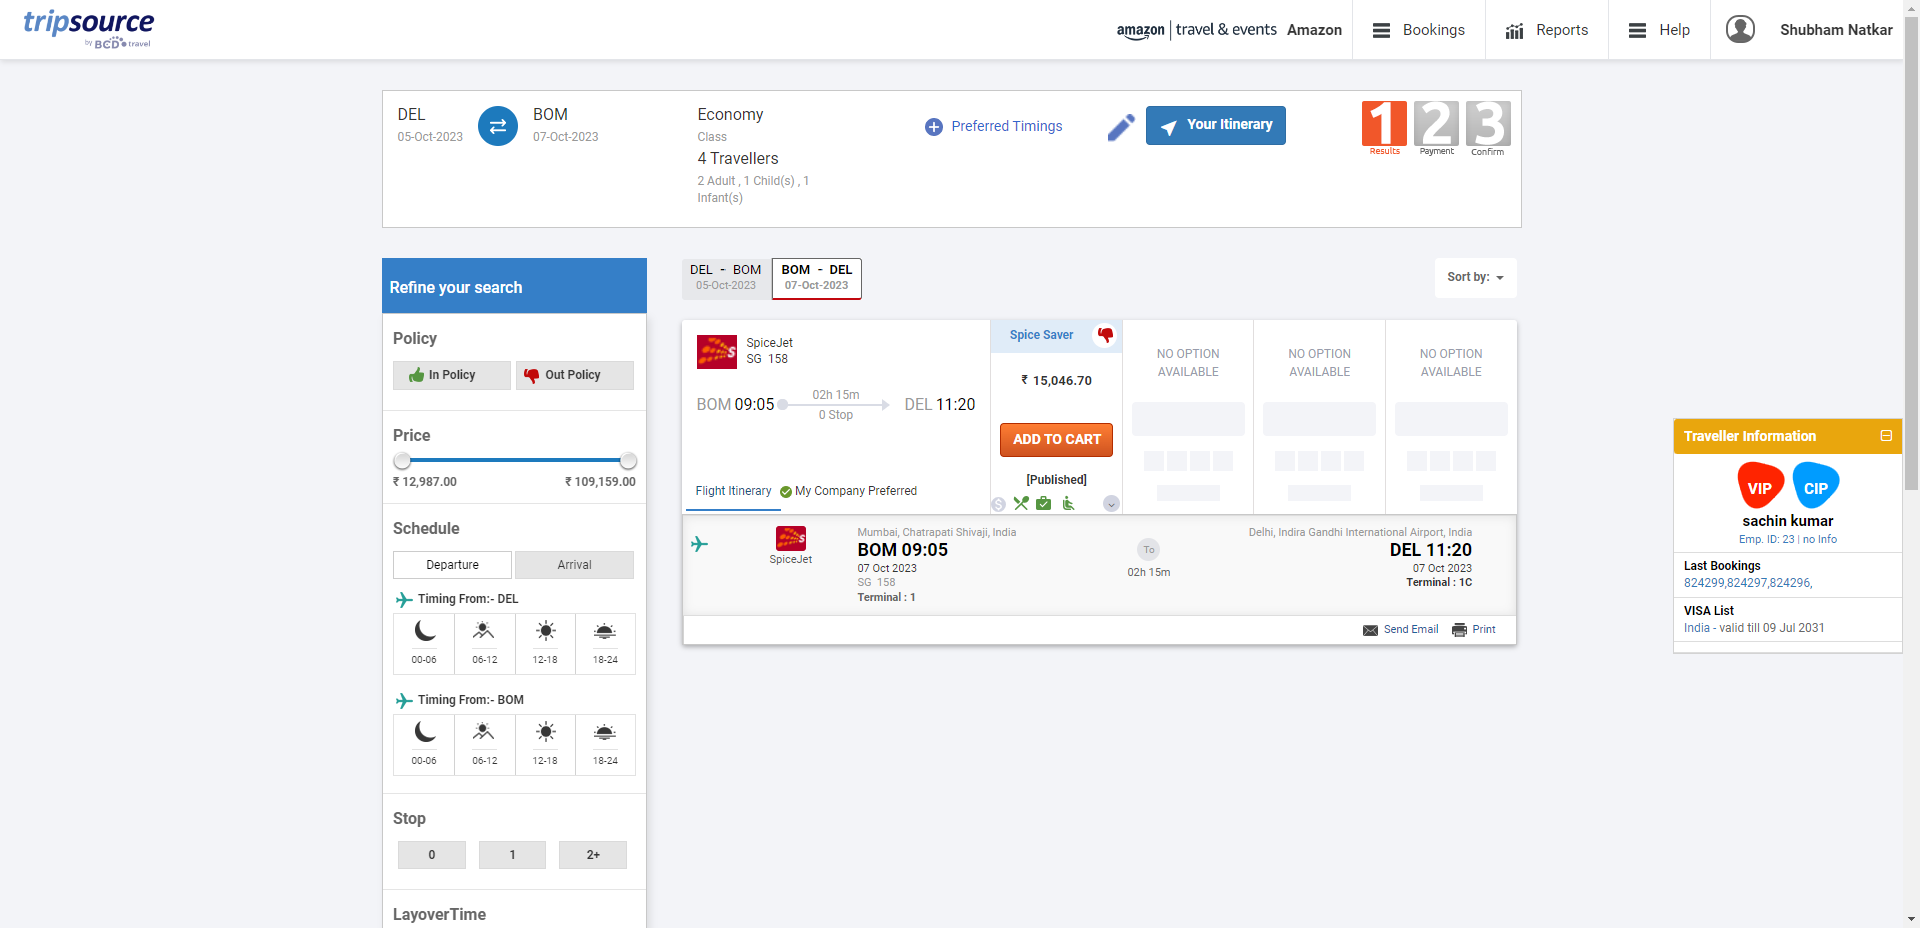 tripsource
by BCD travel
amazon | travel & events Amazon
Bookings
Reports
Help
Shubham Natkar
DEL
05-Oct-2023
BOM
07-Oct-2023
Economy
Class
4 Travellers
2 Adult , 1 Child(s) , 1
Infant(s)
Preferred Timings
Your Itinerary
1 2 3
Results Payment Confirm
Refine your search
Policy
In Policy
Out Policy
Price
₹ 12,987.00 ₹ 109,159.00
Schedule
Departure Arrival
Timing From:- DEL
00-06 06-12 12-18 18-24
Timing From:- BOM
00-06 06-12 12-18 18-24
Stop
0 1 2+
LayoverTime
DEL - BOM
05-Oct-2023
BOM - DEL
07-Oct-2023
Sort by:
SpiceJet
SG 158
BOM 09:05
02h 15m
0 Stop
DEL 11:20
Flight Itinerary
My Company Preferred
Spice Saver
₹ 15,046.70
ADD TO CART
[Published]
NO OPTION
AVAILABLE
NO OPTION
AVAILABLE
NO OPTION
AVAILABLE
SpiceJet
Mumbai, Chatrapati Shivaji, India
BOM 09:05
07 Oct 2023
SG 158
Terminal : 1
To
02h 15m
Delhi, Indira Gandhi International Airport, India
DEL 11:20
07 Oct 2023
Terminal : 1C
Send Email
Print
Traveller Information
VIP CIP
sachin kumar
Emp. ID: 23 | no Info
Last Bookings
824299,824297,824296,
VISA List
India - valid till 09 Jul 2031